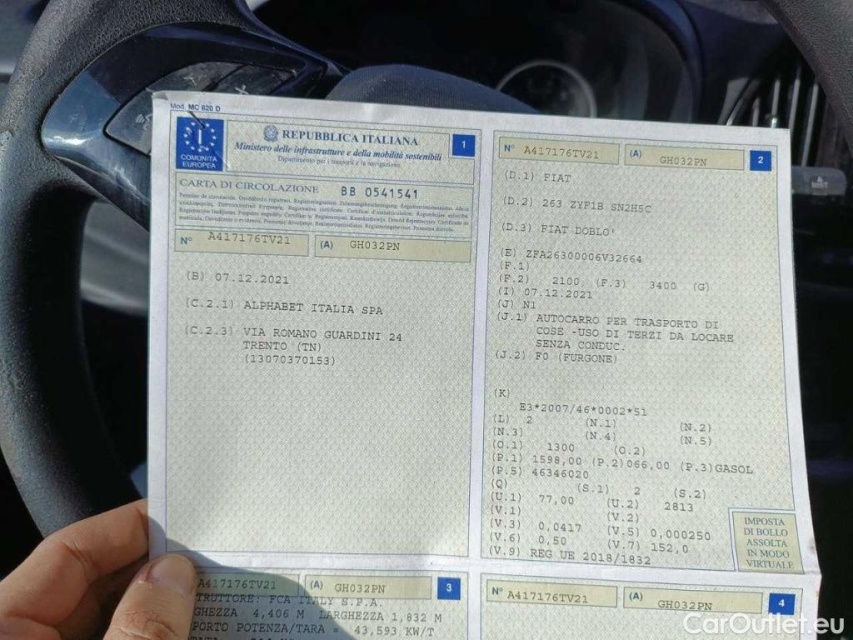 Mod. MC 820 D
REPUBBLICA ITALIANA
Ministero delle infrastrutture e della mobilità sostenibili
Dipartimento per i trasporti e la navigazione
I
COMUNITÀ
EUROPEA
1
CARTA DI CIRCOLAZIONE BB 0541541
N° A417176TV21 (A) GH032PN
(B) 07.12.2021
(C.2.1) ALPHABET ITALIA SPA
(C.2.3) VIA ROMANO GUARDINI 24
TRENTO (TN)
(13070370153)
N° A417176TV21 (A) GH032PN 2
(D.1) FIAT
(D.2) 263 ZYF1B SN2H5C
(D.3) FIAT DOBLO'
(E) ZFA26300006V32664
(F.1)
(F.2) 2100 (F.3) 3400 (G)
(I) 07.12.2021
(J) N1
(J.1) AUTOCARRO PER TRASPORTO DI
COSE -USO DI TERZI DA LOCARE
SENZA CONDUC.
(J.2) F0 (FURGONE)
(K)
E3*2007/46*0002*51
(L) 2 (N.1) (N.2)
(N.3) (N.4) (N.5)
(O.1) 1300 (O.2)
(P.1) 1598,00 (P.2)066,00 (P.3)GASOL
(P.5) 46346020
(Q) (S.1) 2 (S.2)
(U.1) 77,00 (U.2) 2813
(V.1) (V.2)
(V.3) 0,0417 (V.5) 0,000250
(V.6) 0,50 (V.7) 152,0
(V.9) REG UE 2018/1832
IMPOSTA
DI BOLLO
ASSOLTA
IN MODO
VIRTUALE
A417176TV21 (A) GH032PN 3
TRUTTORE: FCA ITALY S.P.A.
GHEZZA 4,406 M LARGHEZZA 1,832 M
PORTO POTENZA/TARA = 43,593 KW/T
N° A417176TV21 (A) GH032PN 4
CarOutlet.eu